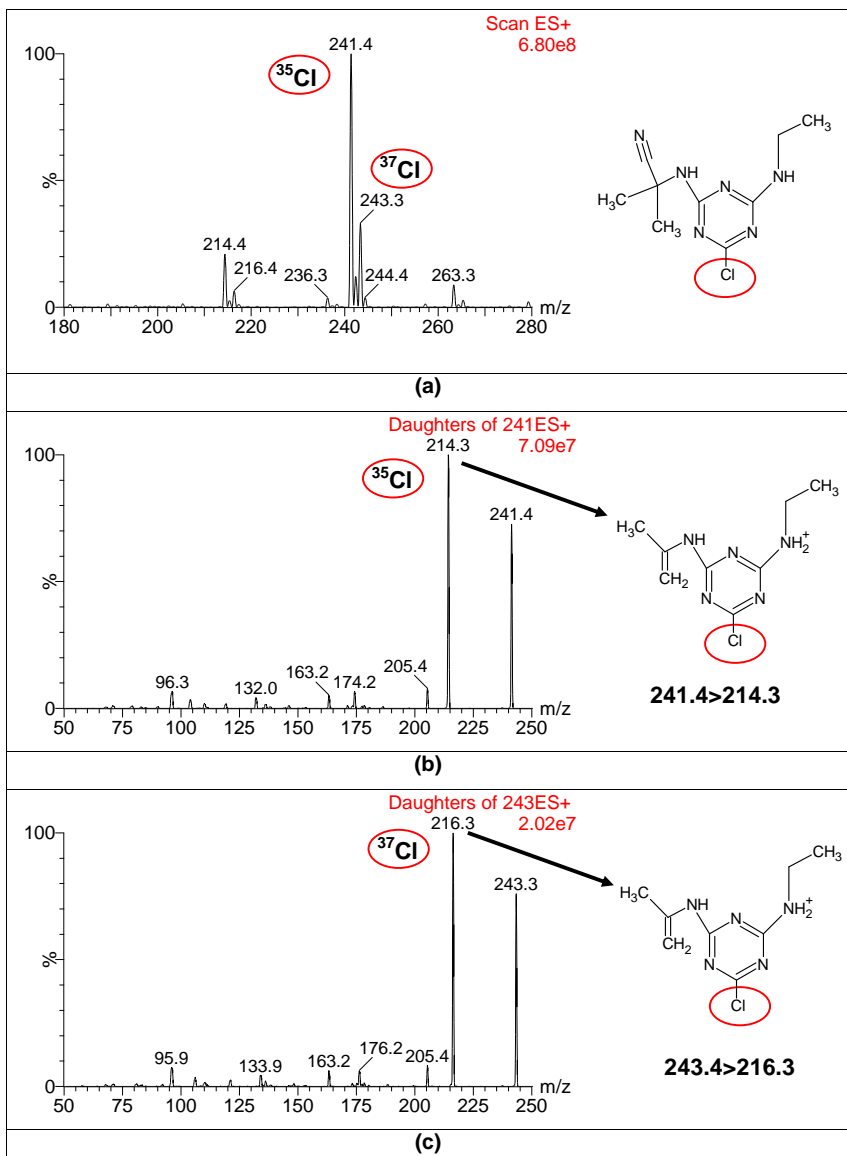 Scan ES+
6.80e8
100
%
0
241.4
³⁵Cl
³⁷Cl
243.3
214.4
216.4
236.3
244.4
263.3
m/z
180 200 220 240 260 280
N
NH
H₃C
CH₃
N
N
N
NH
CH₃
Cl
(a)
Daughters of 241ES+
7.09e7
100
%
0
214.3
³⁵Cl
241.4
96.3
132.0
163.2
174.2
205.4
m/z
50 75 100 125 150 175 200 225 250
H₃C
NH
CH₂
N
N
N
NH₂⁺
CH₃
Cl
241.4>214.3
(b)
Daughters of 243ES+
2.02e7
100
%
0
216.3
³⁷Cl
243.3
95.9
133.9
163.2
176.2
205.4
m/z
50 75 100 125 150 175 200 225 250
H₃C
NH
CH₂
N
N
N
NH₂⁺
CH₃
Cl
243.4>216.3
(c)